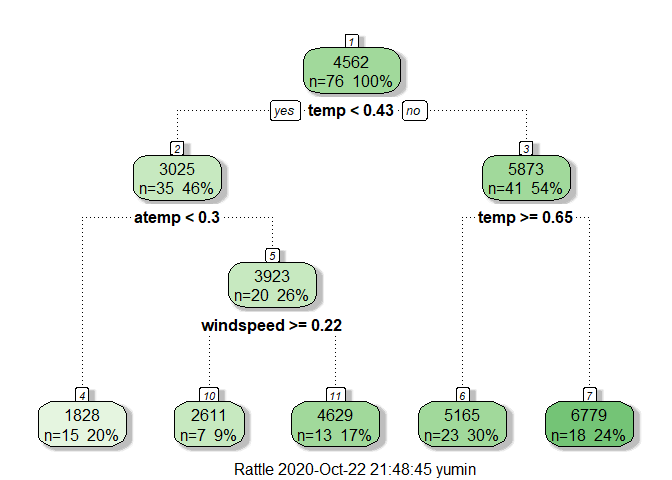 1
4562
n=76 100%
yes temp < 0.43 no
2
3025
n=35 46%
3
5873
n=41 54%
atemp < 0.3
temp >= 0.65
5
3923
n=20 26%
windspeed >= 0.22
4
1828
n=15 20%
10
2611
n=7 9%
11
4629
n=13 17%
6
5165
n=23 30%
7
6779
n=18 24%
Rattle 2020-Oct-22 21:48:45 yumin